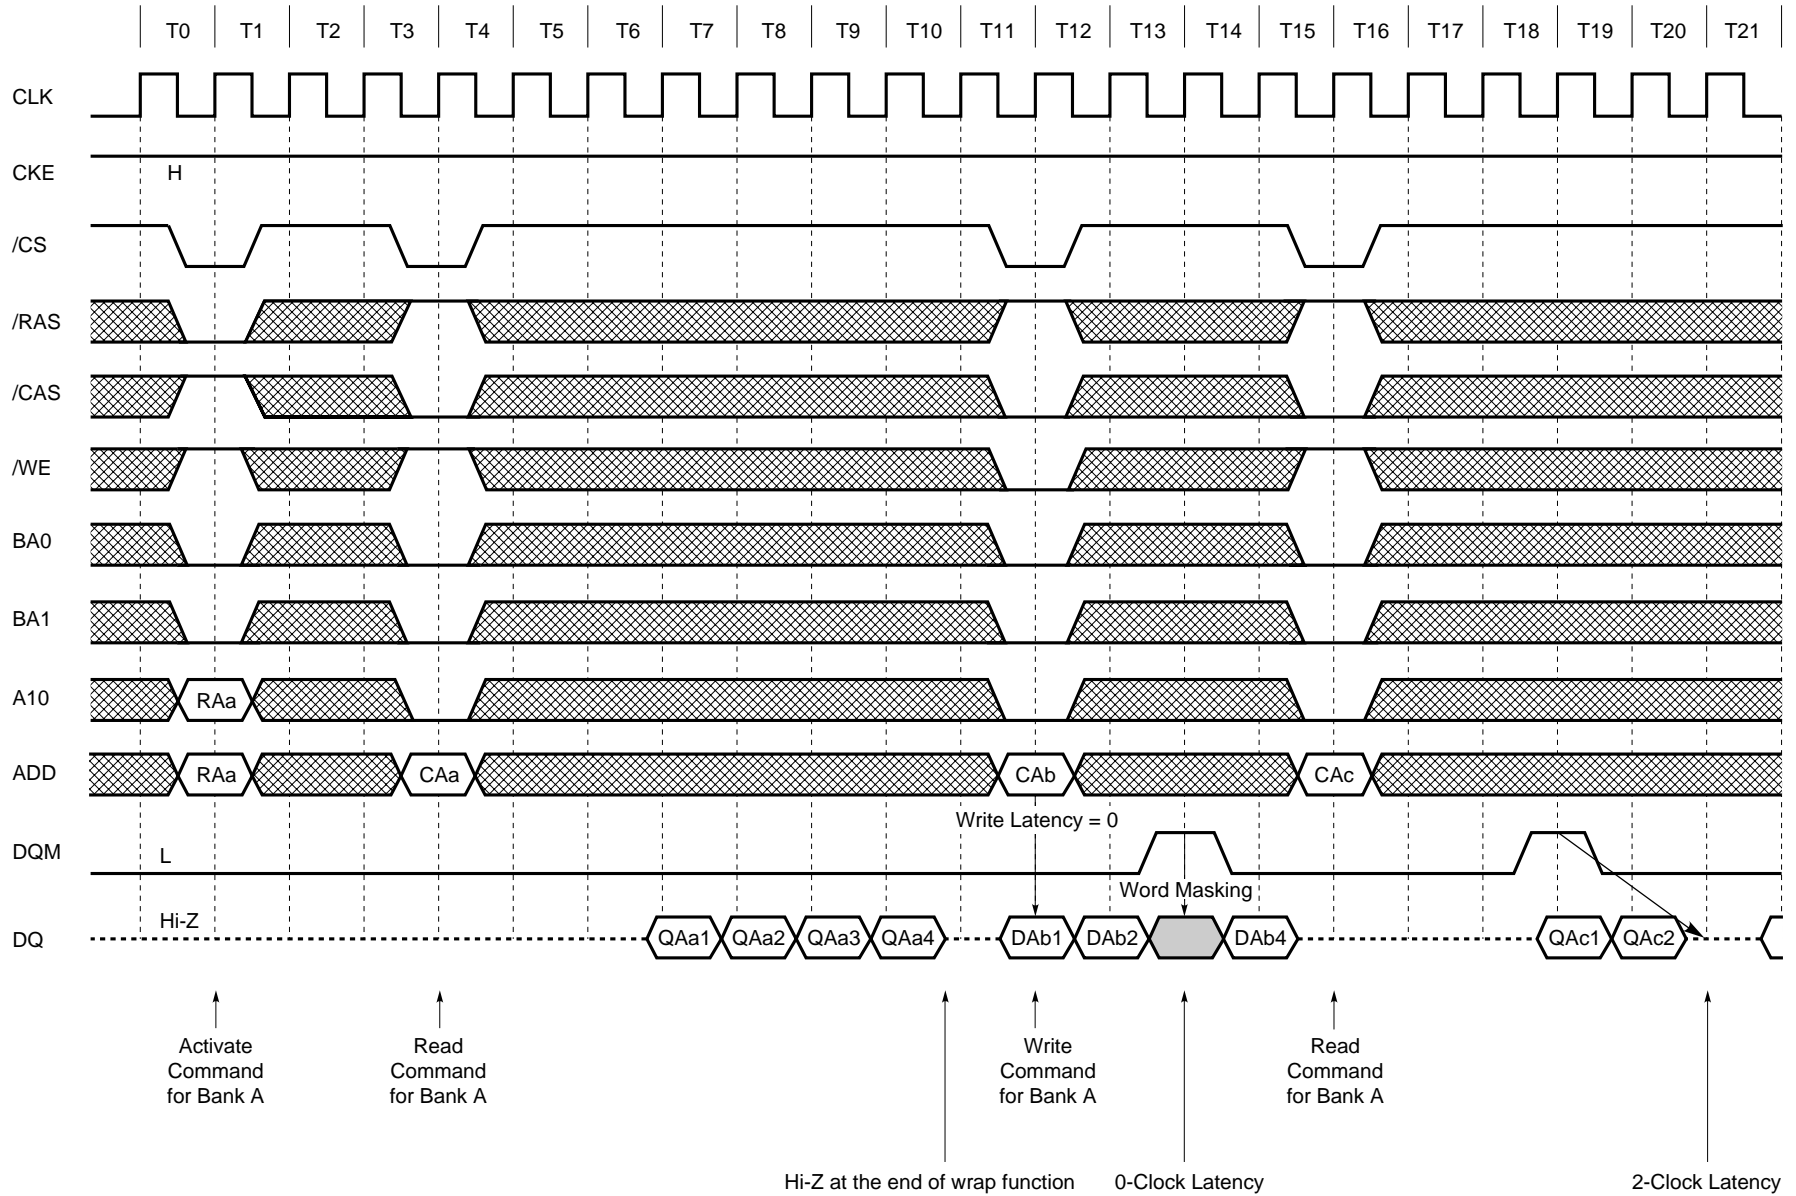 T0 T1 T2 T3 T4 T5 T6 T7 T8 T9 T10 T11 T12 T13 T14 T15 T16 T17 T18 T19 T20 T21
CLK
CKE H
/CS
/RAS
/CAS
/WE
BA0
BA1
A10 RAa
ADD RAa CAa CAb CAc
Write Latency = 0
DQM L
Word Masking
Hi-Z
DQ QAa1 QAa2 QAa3 QAa4 DAb1 DAb2 DAb4 QAc1 QAc2
Activate Read Write Read
Command Command Command Command
for Bank A for Bank A for Bank A for Bank A
Hi-Z at the end of wrap function 0-Clock Latency 2-Clock Latency